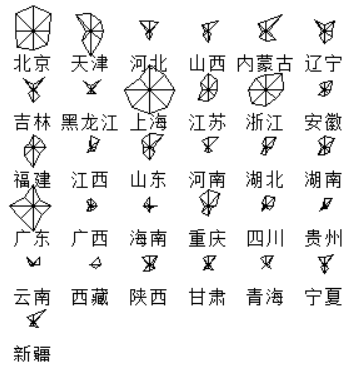 北京 天津 河北 山西 内蒙古 辽宁
吉林 黑龙江 上海 江苏 浙江 安徽
福建 江西 山东 河南 湖北 湖南
广东 广西 海南 重庆 四川 贵州
云南 西藏 陕西 甘肃 青海 宁夏
新疆